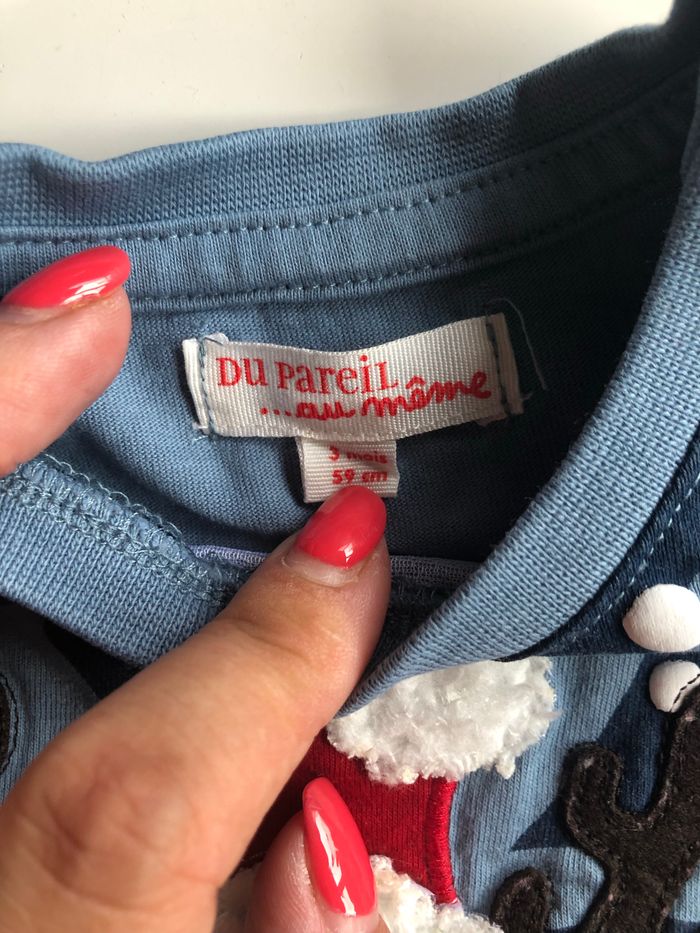 DU PAREIL
...au même
3 mois
59 cm